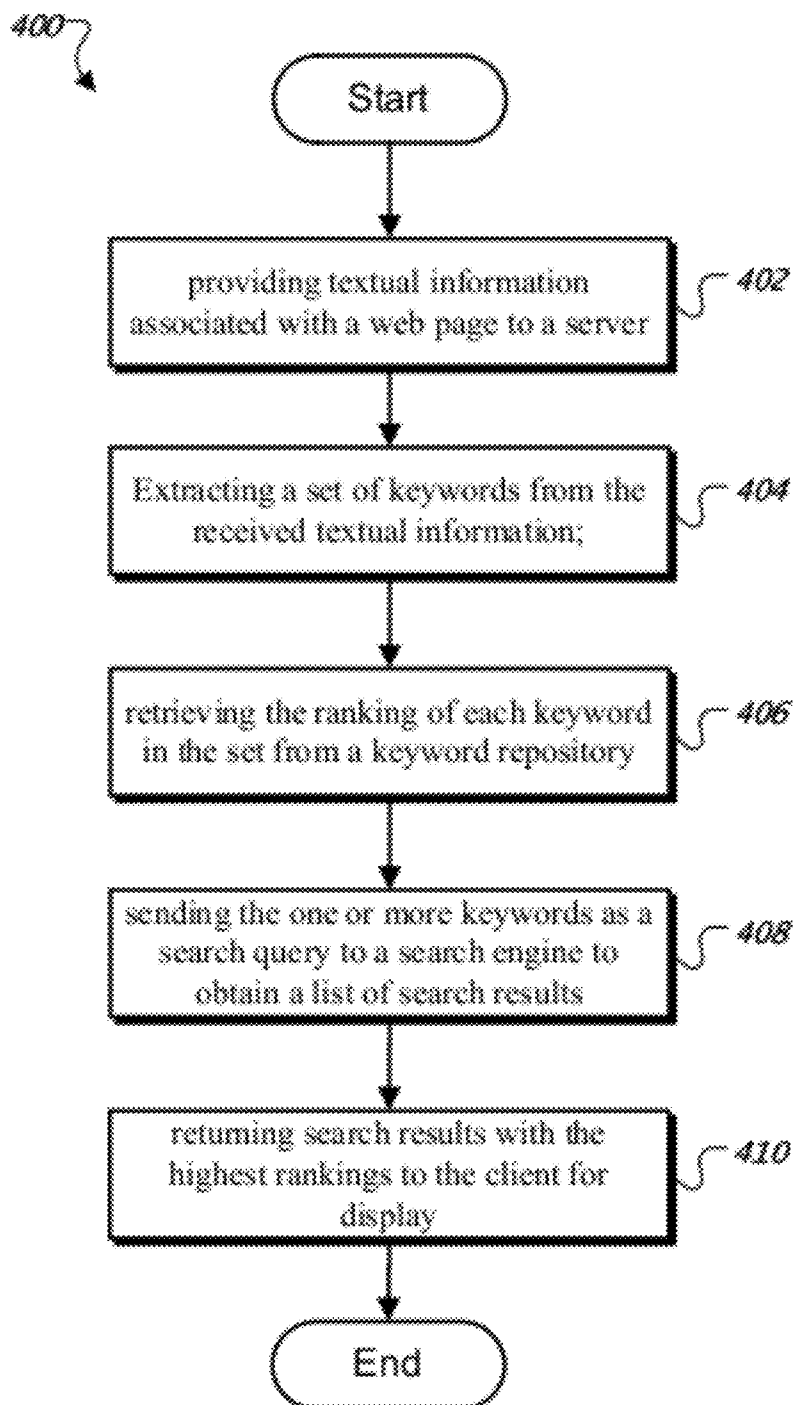 400
Start
providing textual information
associated with a web page to a server
402
Extracting a set of keywords from the
received textual information;
404
retrieving the ranking of each keyword
in the set from a keyword repository
406
sending the one or more keywords as a
search query to a search engine to
obtain a list of search results
408
returning search results with the
highest rankings to the client for
display
410
End